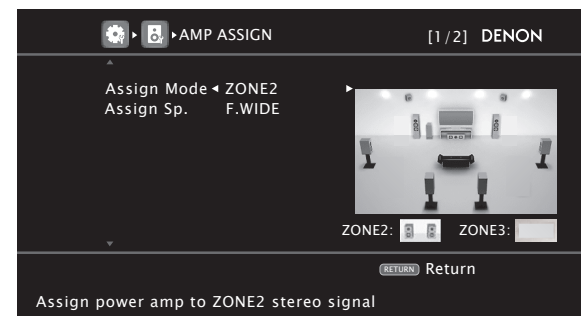 AMP ASSIGN [1/2] DENON
Assign Mode ZONE2
Assign Sp. F.WIDE
ZONE2: ZONE3:
RETURN Return
Assign power amp to ZONE2 stereo signal